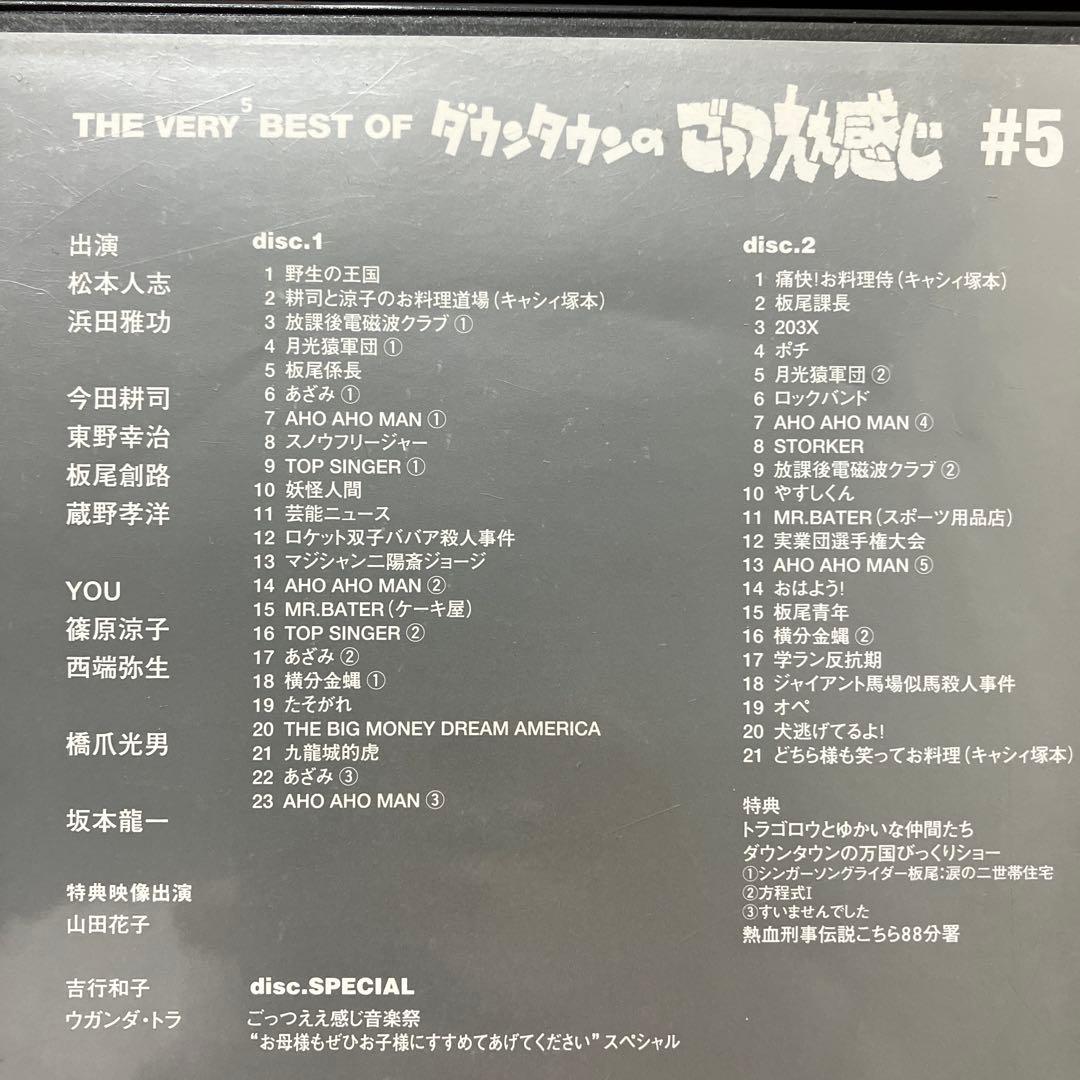 THE VERY5 BEST OF ダウンタウンの ごっつええ感じ #5
出演
松本人志
浜田雅功
今田耕司
東野幸治
板尾創路
蔵野孝洋
YOU
篠原涼子
西端弥生
橋爪光男
坂本龍一
特典映像出演
山田花子
吉行和子
ウガンダ・トラ
disc.1
1 野生の王国
2 耕司と涼子のお料理道場(キャシィ塚本)
3 放課後電磁波クラブ ①
4 月光猿軍団 ①
5 板尾係長
6 あざみ ①
7 AHO AHO MAN ①
8 スノウフリージャー
9 TOP SINGER ①
10 妖怪人間
11 芸能ニュース
12 ロケット双子ババア殺人事件
13 マジシャン二陽斎ジョージ
14 AHO AHO MAN ②
15 MR.BATER(ケーキ屋)
16 TOP SINGER ②
17 あざみ ②
18 横分金蝿 ①
19 たそがれ
20 THE BIG MONEY DREAM AMERICA
21 九龍城的虎
22 あざみ ③
23 AHO AHO MAN ③
disc.2
1 痛快!お料理侍(キャシィ塚本)
2 板尾課長
3 203X
4 ポチ
5 月光猿軍団 ②
6 ロックバンド
7 AHO AHO MAN ④
8 STORKER
9 放課後電磁波クラブ ②
10 やすしくん
11 MR.BATER(スポーツ用品店)
12 実業団選手権大会
13 AHO AHO MAN ⑤
14 おはよう!
15 板尾青年
16 横分金蝿 ②
17 学ラン反抗期
18 ジャイアント馬場似馬殺人事件
19 オペ
20 犬逃げてるよ!
21 どちら様も笑ってお料理(キャシィ塚本)
特典
トラゴロウとゆかいな仲間たち
ダウンタウンの万国びっくりショー
①シンガーソングライダー板尾:涙の二世帯住宅
②方程式I
③すいませんでした
熱血刑事伝説こちら88分署
disc.SPECIAL
ごっつええ感じ音楽祭
“お母様もぜひお子様にすすめてあげてください”スペシャル